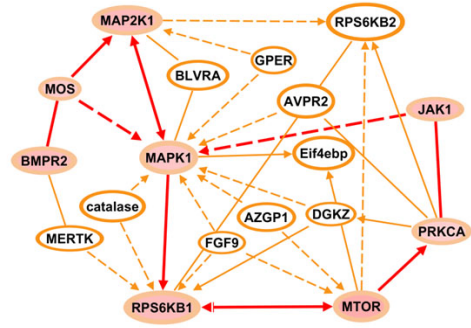 MAP2K1
RPS6KB2
GPER
BLVRA
MOS
AVPR2
JAK1
BMPR2
MAPK1
Eif4ebp
catalase
AZGP1
DGKZ
MERTK
FGF9
PRKCA
RPS6KB1
MTOR